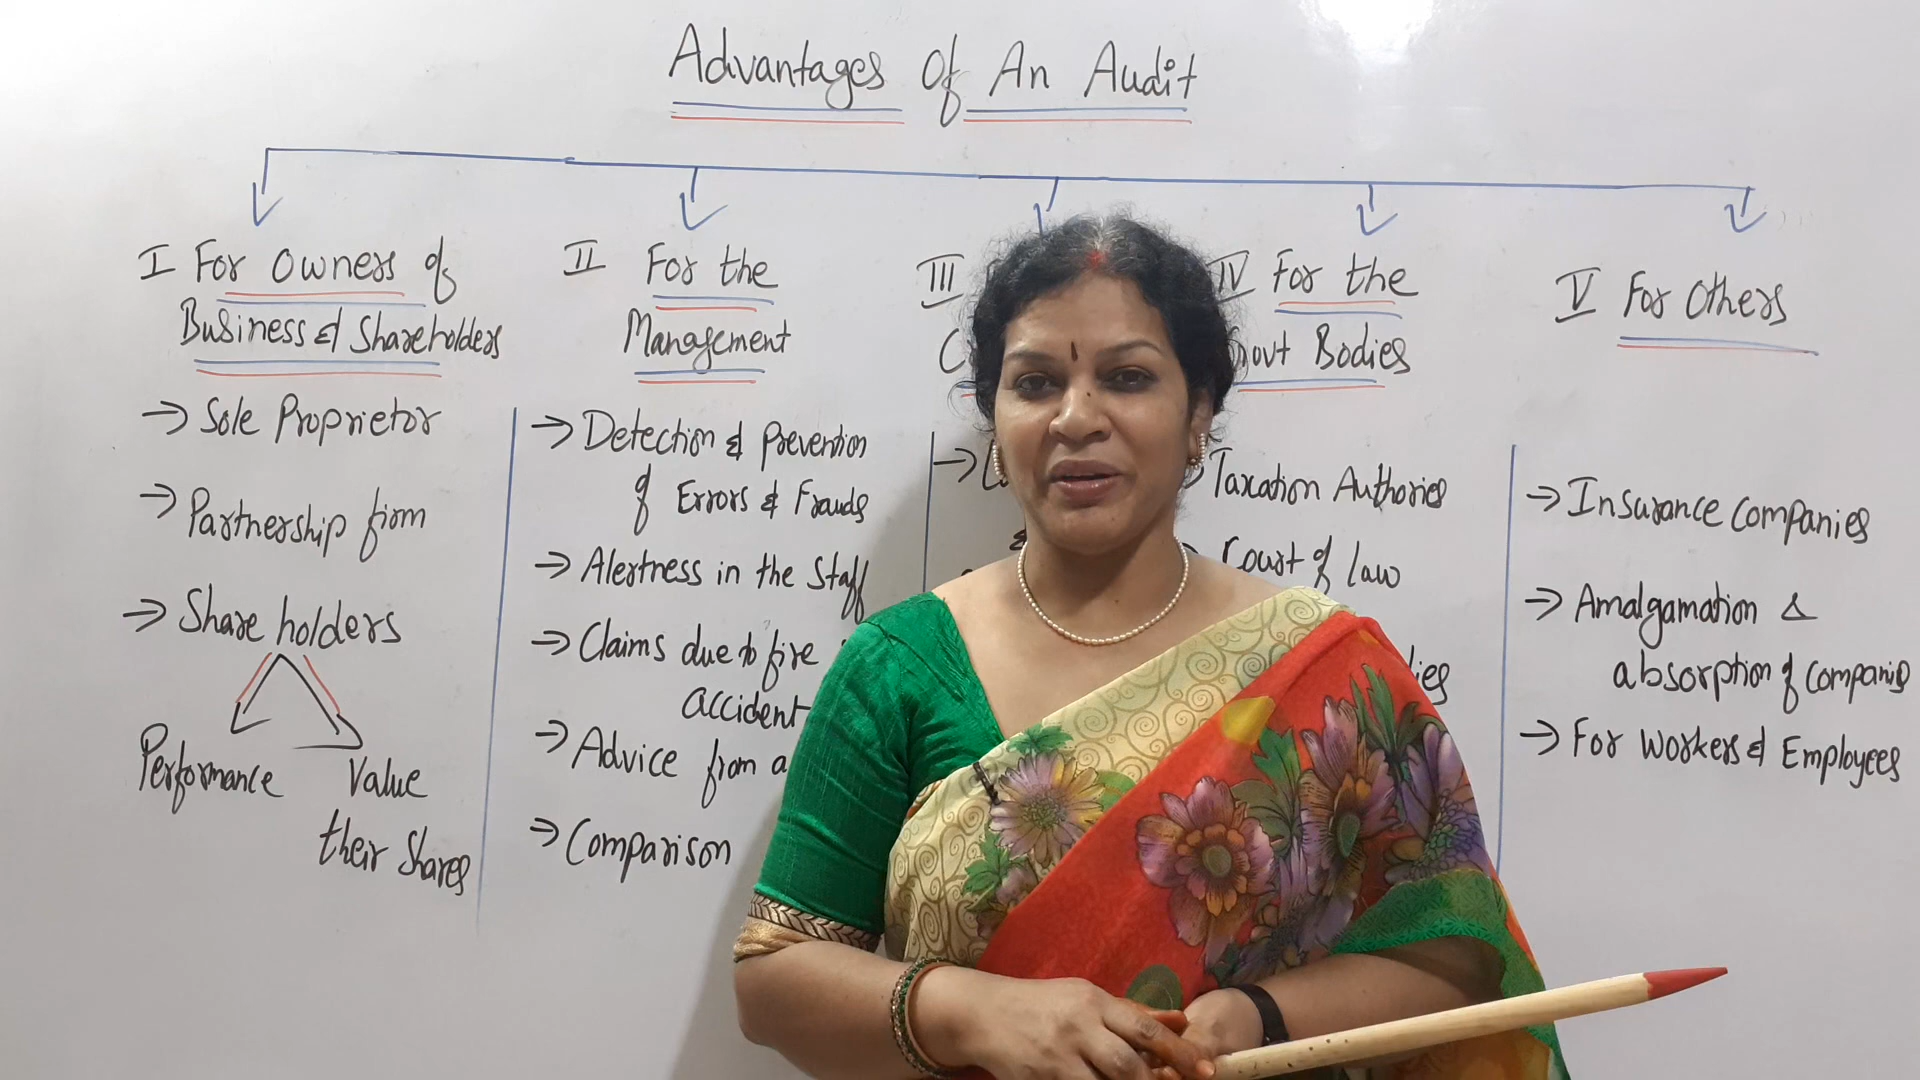 Advantages Of An Audit
I For Owners of
Business & Shareholders
→ Sole Proprietor
→ Partnership firm
→ Share holders
Performance
Value
their Shares
II For the
Management
→ Detection & Prevention
of Errors & Frauds
→ Alertness in the Staff
→ Claims due to fire
accident
→ Advice from a
→ Comparison
III
IV For the
Govt Bodies
Taxation Authories
Court of law
V For Others
→ Insurance Companies
→ Amalgamation &
absorption of Companies
→ For Workers & Employees